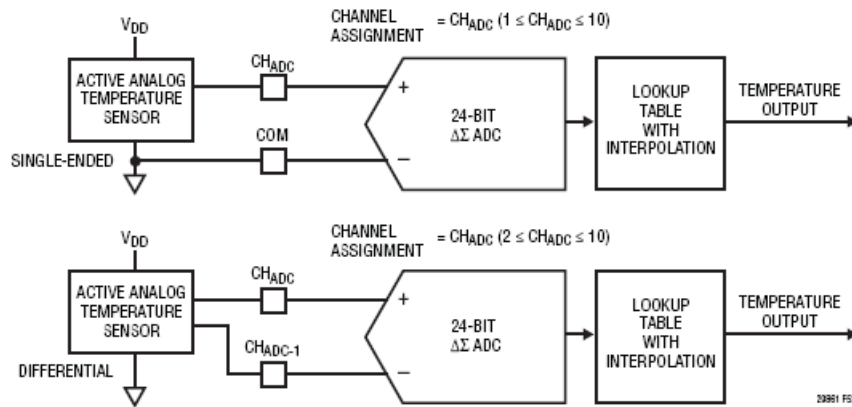 CHANNEL ASSIGNMENT = CH_ADC (1 ≤ CH_ADC ≤ 10)
V_DD
ACTIVE ANALOG
TEMPERATURE
SENSOR
SINGLE-ENDED
CH_ADC
COM
+
−
24-BIT
ΔΣ ADC
LOOKUP
TABLE
WITH
INTERPOLATION
TEMPERATURE
OUTPUT
CHANNEL ASSIGNMENT = CH_ADC (2 ≤ CH_ADC ≤ 10)
V_DD
ACTIVE ANALOG
TEMPERATURE
SENSOR
DIFFERENTIAL
CH_ADC
CH_ADC-1
+
−
24-BIT
ΔΣ ADC
LOOKUP
TABLE
WITH
INTERPOLATION
TEMPERATURE
OUTPUT